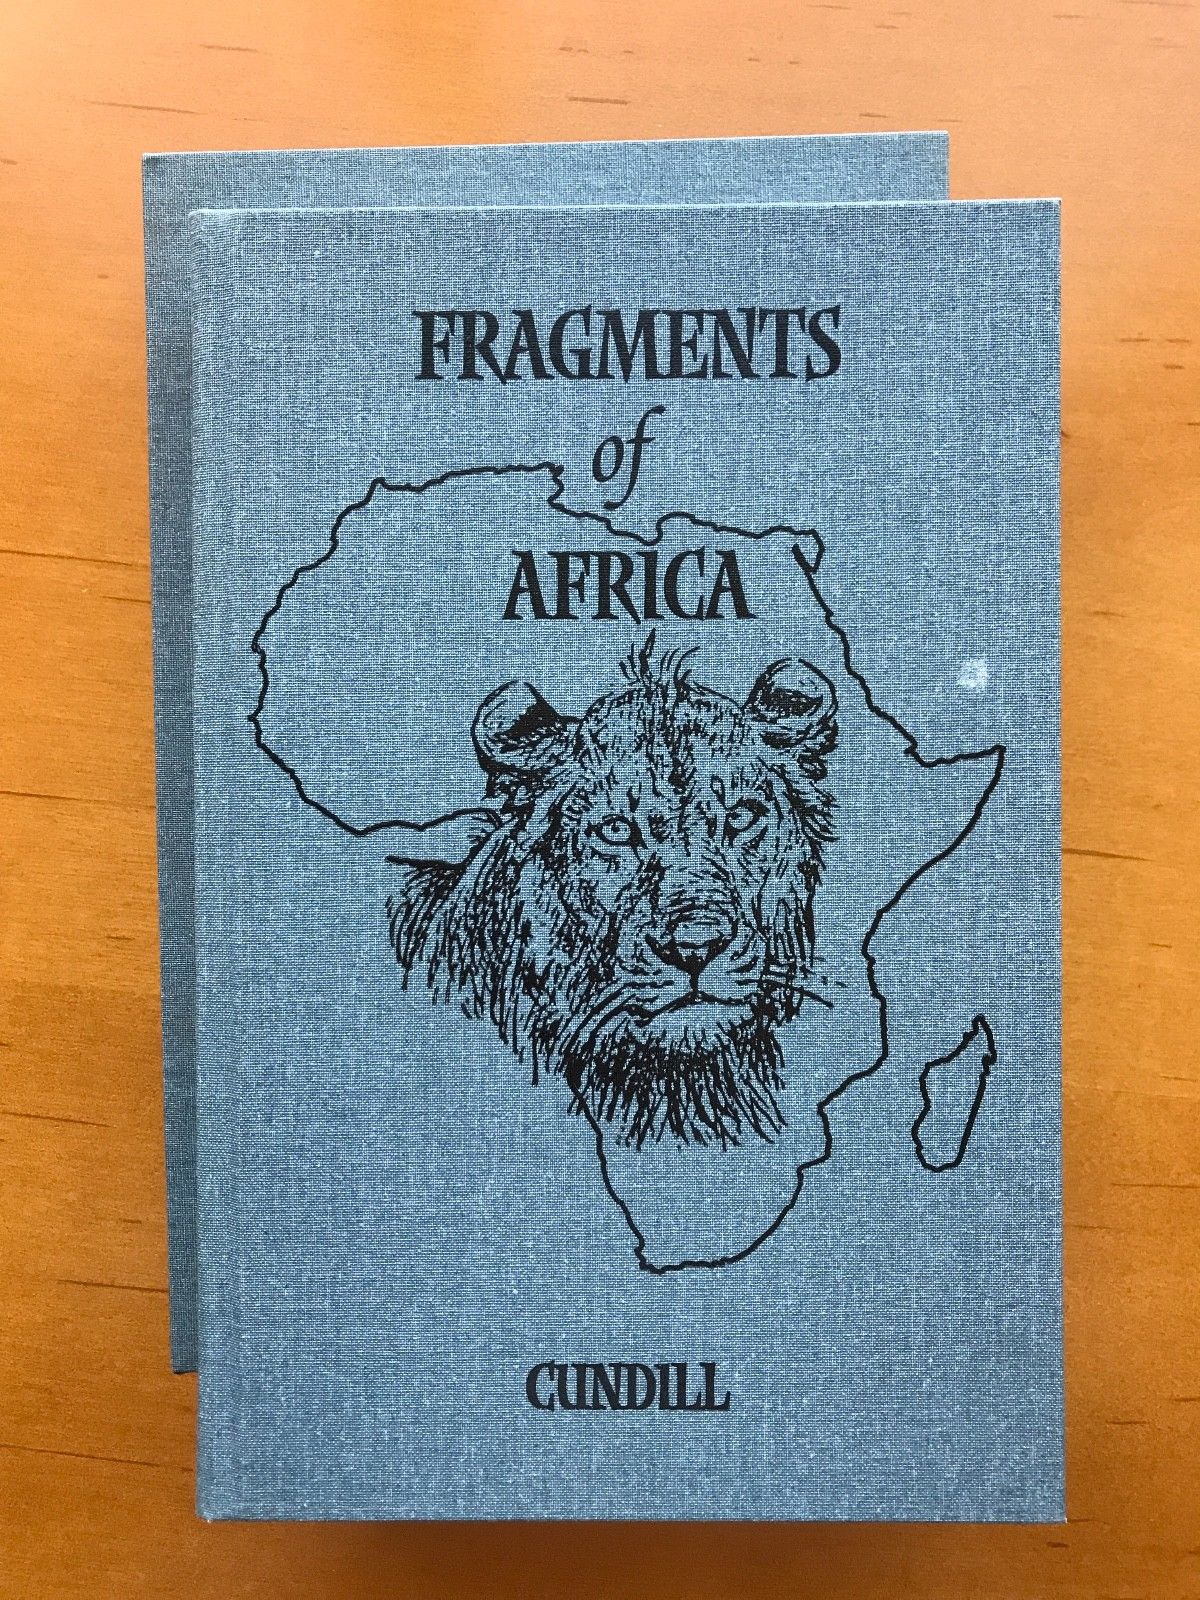 FRAGMENTS
of
AFRICA
CUNDILL